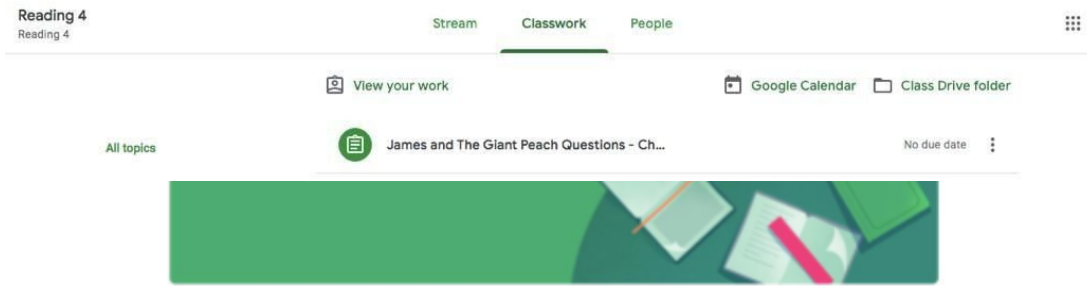 Reading 4
Reading 4
Stream Classwork People
View your work Google Calendar Class Drive folder
All topics James and The Giant Peach Questions - Ch... No due date